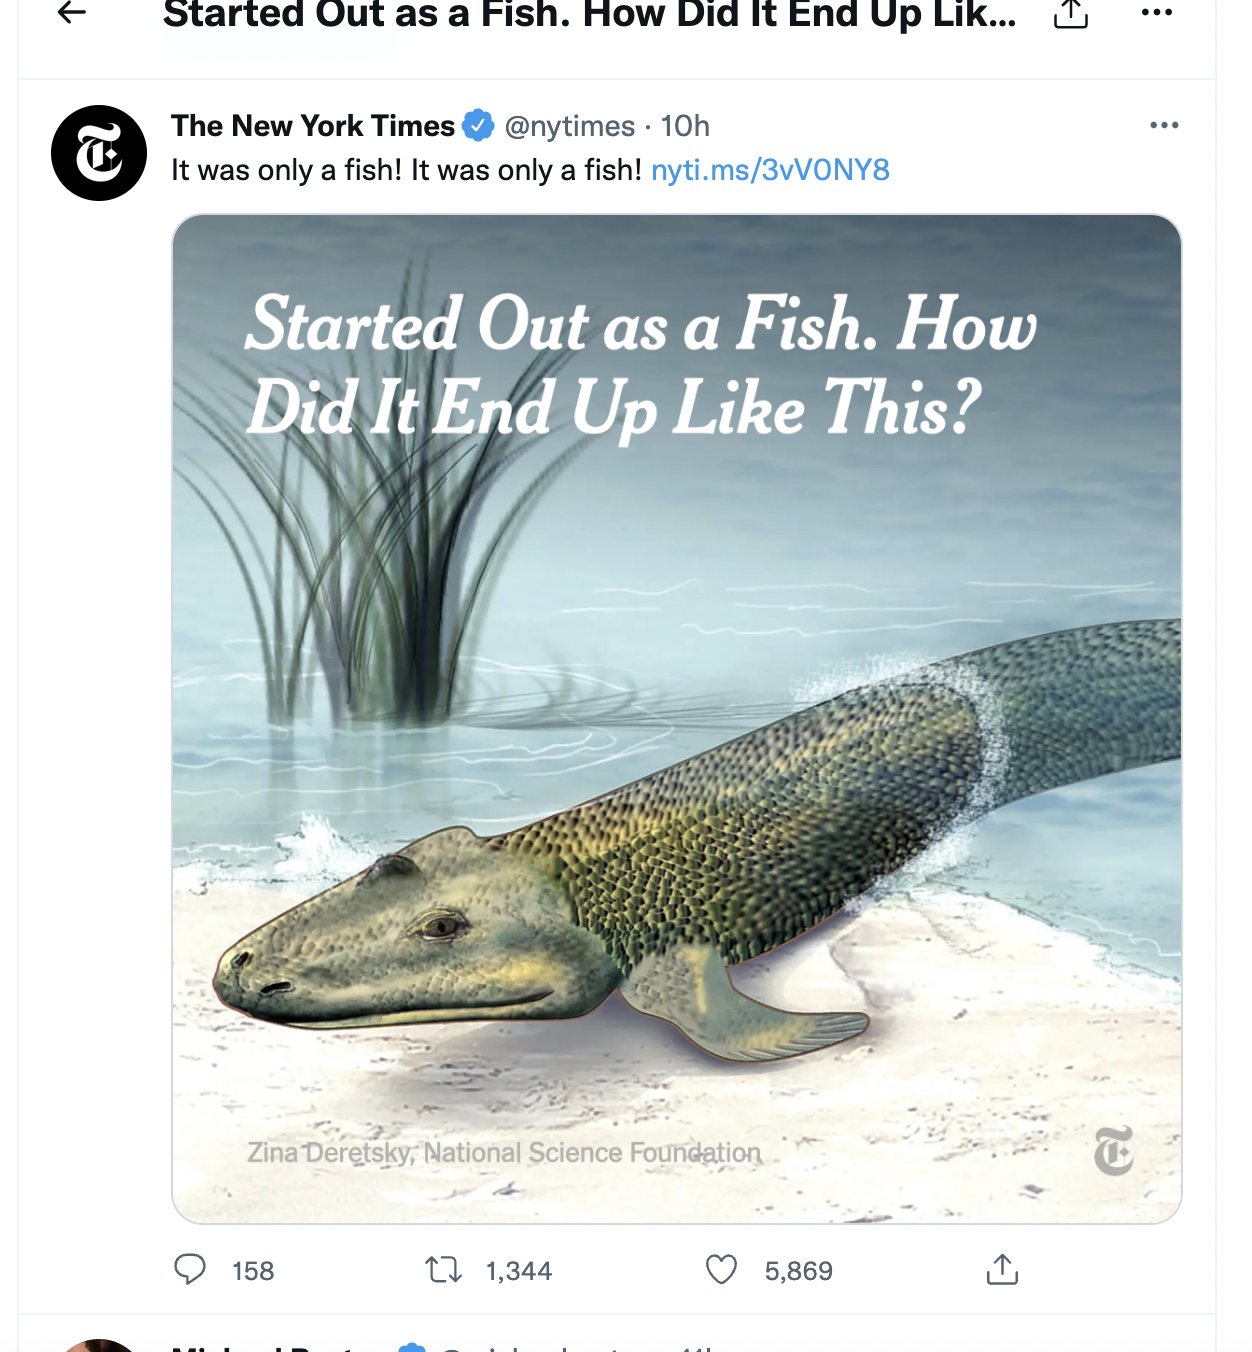 Started Out as a Fish. How Did It End Up Lik...
The New York Times @nytimes · 10h
It was only a fish! It was only a fish! nyti.ms/3vV0NY8
Started Out as a Fish. How
Did It End Up Like This?
Zina Deretsky, National Science Foundation
158 1,344 5,869